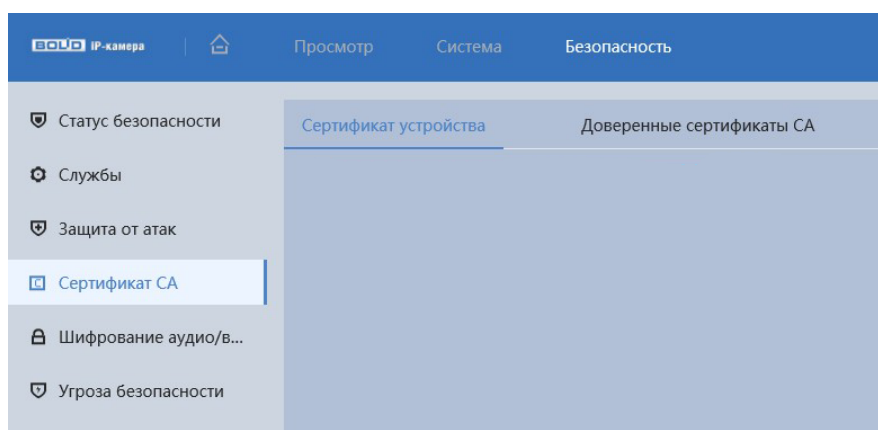 BOLID IP-камера
Просмотр
Система
Безопасность
Статус безопасности
Сертификат устройства
Доверенные сертификаты CA
Службы
Защита от атак
Сертификат CA
Шифрование аудио/в...
Угроза безопасности